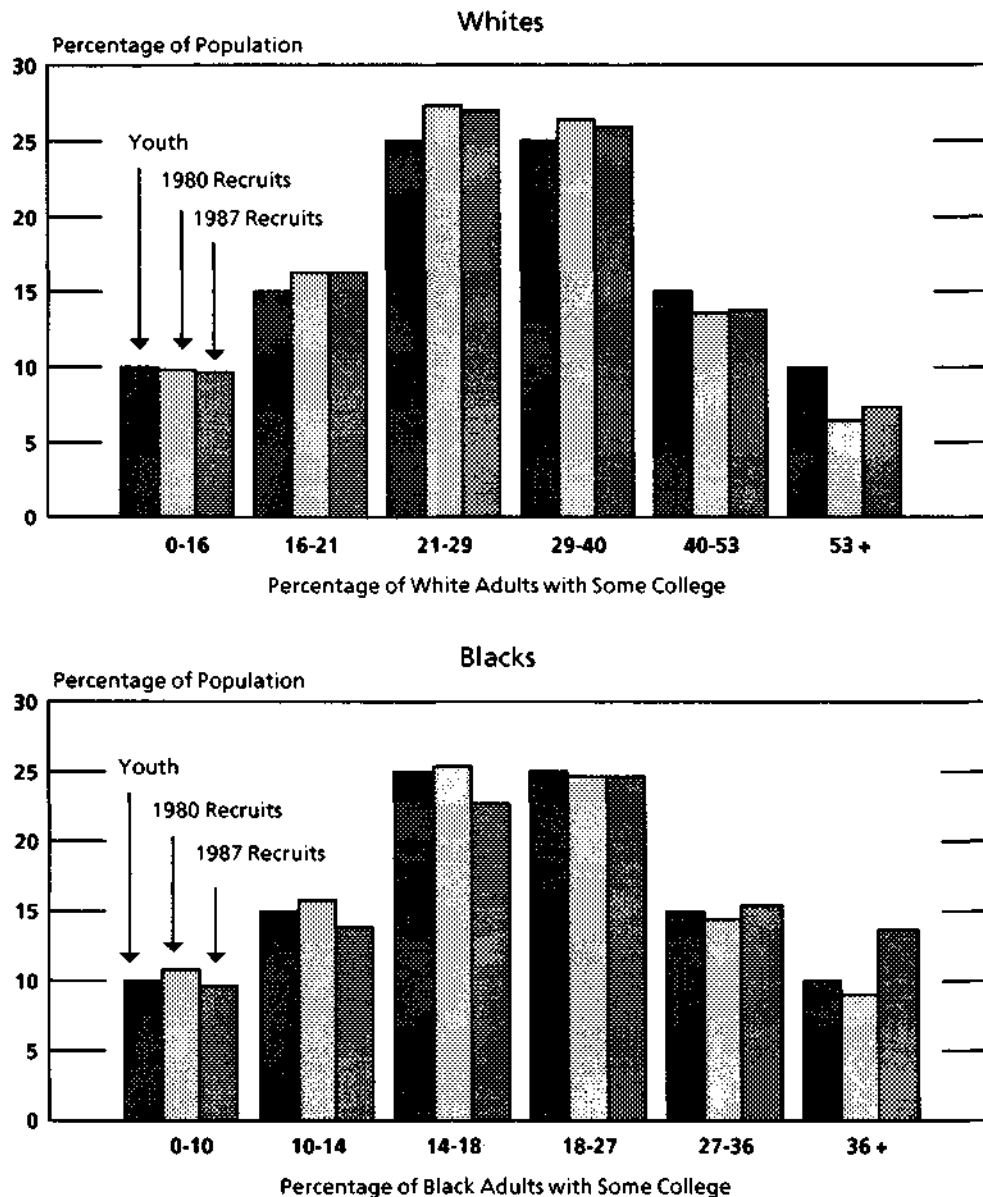 Whites
Percentage of Population
30
25
20
15
10
5
0
Youth
1980 Recruits
1987 Recruits
0-16 16-21 21-29 29-40 40-53 53 +
Percentage of White Adults with Some College
Blacks
Percentage of Population
30
25
20
15
10
5
0
Youth
1980 Recruits
1987 Recruits
0-10 10-14 14-18 18-27 27-36 36 +
Percentage of Black Adults with Some College